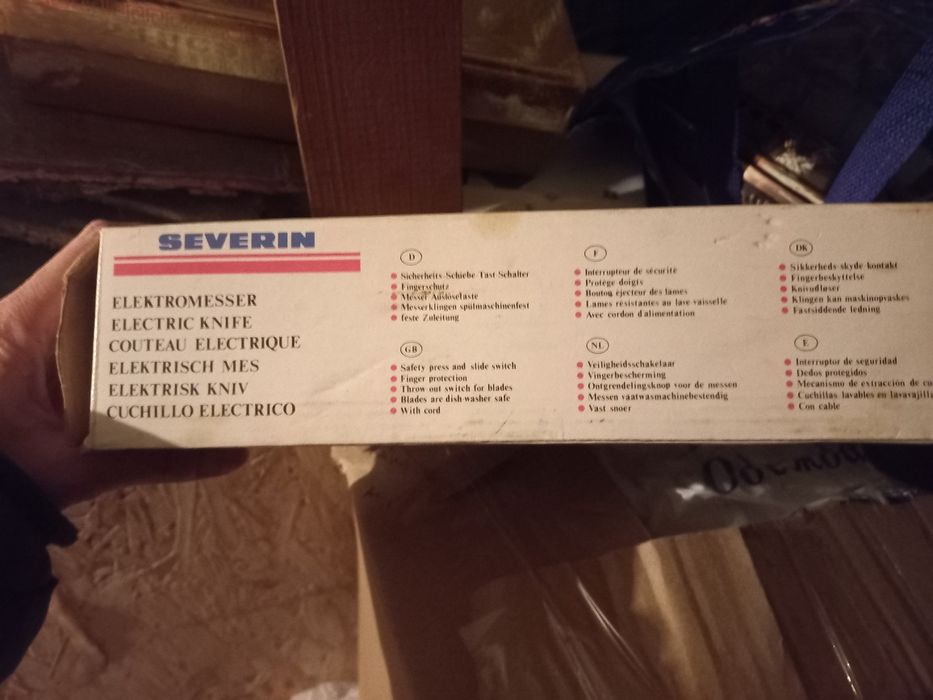 SEVERIN
ELEKTROMESSER
ELECTRIC KNIFE
COUTEAU ELECTRIQUE
ELEKTRISCH MES
ELEKTRISK KNIV
CUCHILLO ELECTRICO
D
Sicherheits-Schiebe-Tast-Schalter
Fingerschutz
Messer-Auslösetaste
Messerklingen spülmaschinenfest
feste Zuleitung
GB
Safety press and slide switch
Finger protection
Throw out switch for blades
Blades are dish-washer safe
With cord
F
Interrupteur de sécurité
Protège doigts
Bouton éjecteur des lames
Lames résistantes au lave-vaisselle
Avec cordon d'alimentation
NL
Veiligheidsschakelaar
Vingerbescherming
Ontgrendelingsknop voor de messen
Messen vaatwasmachinebestendig
Vast snoer
DK
Sikkerheds-skyde-kontakt
Fingerbeskyttelse
Knivudløser
Klingen kan maskinopvaskes
Fastsiddende ledning
E
Interruptor de seguridad
Dedos protegidos
Mecanismo de extracción de cu
Cuchillas lavables en lavavajilla
Con cable